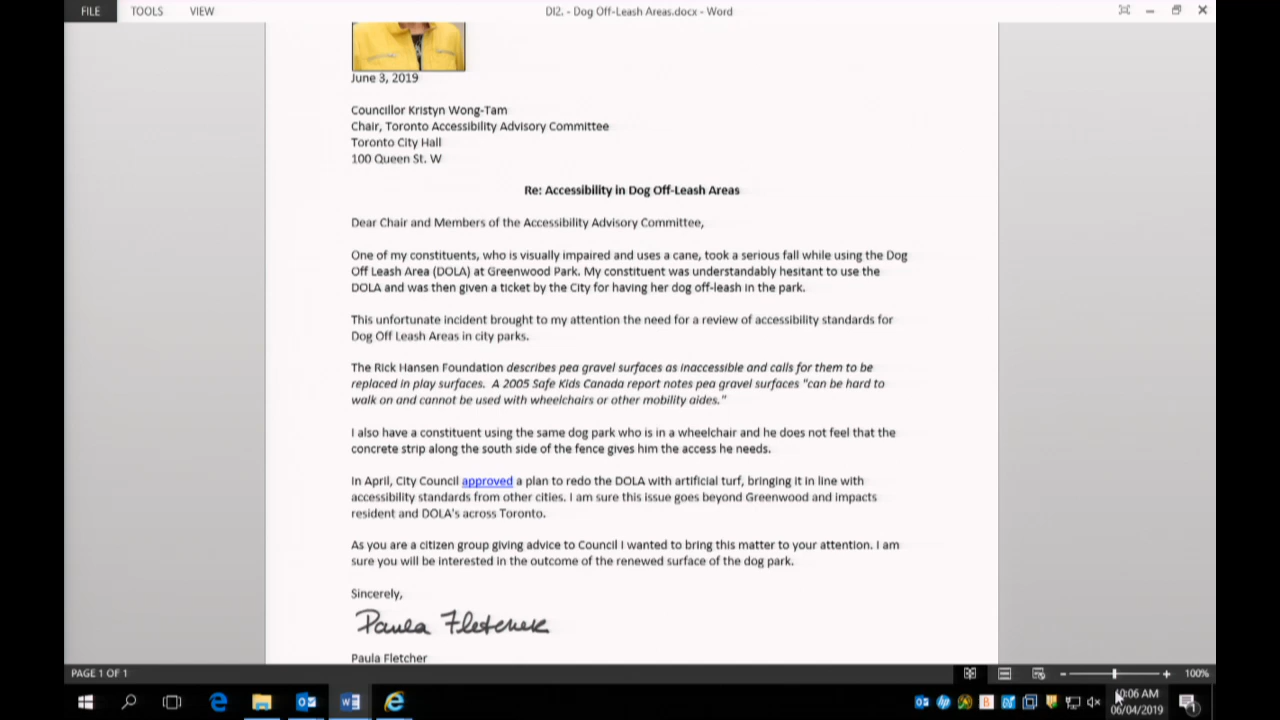 FILE TOOLS VIEW DI2. - Dog Off-Leash Areas.docx - Word
June 3, 2019
Councillor Kristyn Wong-Tam
Chair, Toronto Accessibility Advisory Committee
Toronto City Hall
100 Queen St. W
Re: Accessibility in Dog Off-Leash Areas
Dear Chair and Members of the Accessibility Advisory Committee,
One of my constituents, who is visually impaired and uses a cane, took a serious fall while using the Dog
Off Leash Area (DOLA) at Greenwood Park. My constituent was understandably hesitant to use the
DOLA and was then given a ticket by the City for having her dog off-leash in the park.
This unfortunate incident brought to my attention the need for a review of accessibility standards for
Dog Off Leash Areas in city parks.
The Rick Hansen Foundation describes pea gravel surfaces as inaccessible and calls for them to be
replaced in play surfaces. A 2005 Safe Kids Canada report notes pea gravel surfaces "can be hard to
walk on and cannot be used with wheelchairs or other mobility aides."
I also have a constituent using the same dog park who is in a wheelchair and he does not feel that the
concrete strip along the south side of the fence gives him the access he needs.
In April, City Council approved a plan to redo the DOLA with artificial turf, bringing it in line with
accessibility standards from other cities. I am sure this issue goes beyond Greenwood and impacts
resident and DOLA's across Toronto.
As you are a citizen group giving advice to Council I wanted to bring this matter to your attention. I am
sure you will be interested in the outcome of the renewed surface of the dog park.
Sincerely,
Paula Fletcher
Paula Fletcher
PAGE 1 OF 1 100%
10:06 AM
06/04/2019